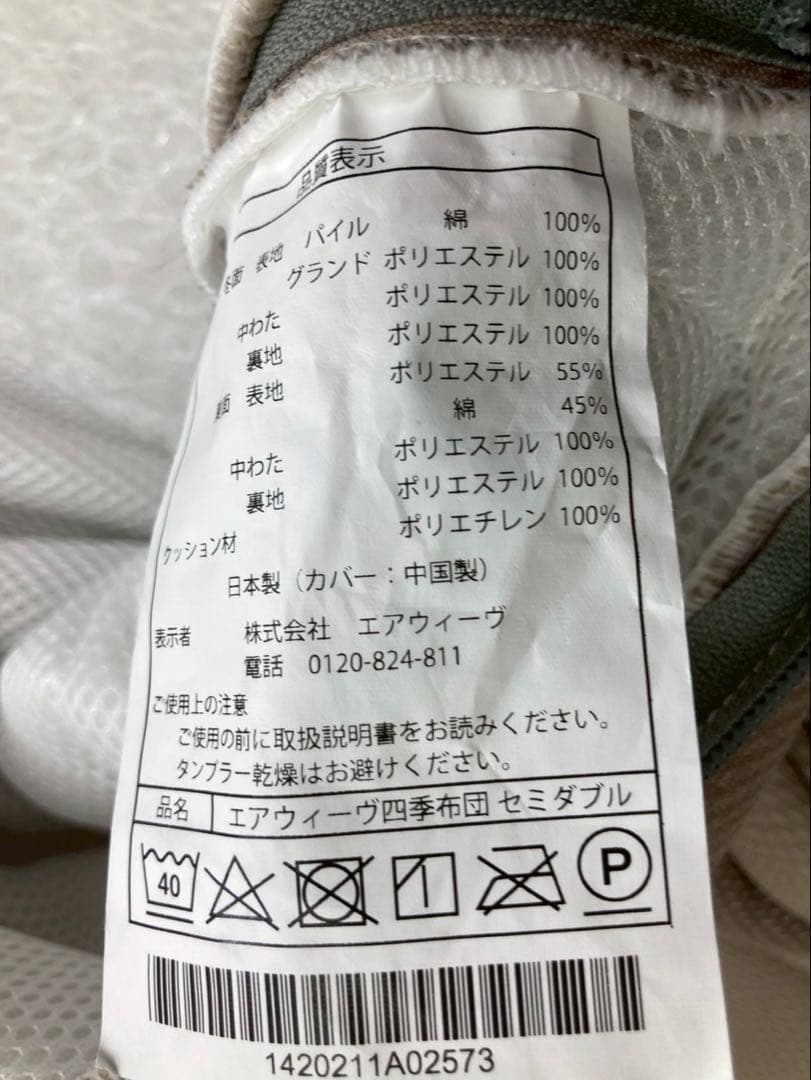 品質表示
冬面 表地 パイル 綿 100%
グランド ポリエステル 100%
中わた ポリエステル 100%
裏地 ポリエステル 100%
夏面 表地 ポリエステル 55%
綿 45%
中わた ポリエステル 100%
裏地 ポリエステル 100%
クッション材 ポリエチレン 100%
日本製（カバー：中国製）
表示者 株式会社 エアウィーヴ
電話 0120-824-811
ご使用上の注意
ご使用の前に取扱説明書をお読みください。
タンブラー乾燥はお避けください。
品名 エアウィーヴ四季布団 セミダブル
40
P
1420211A02573